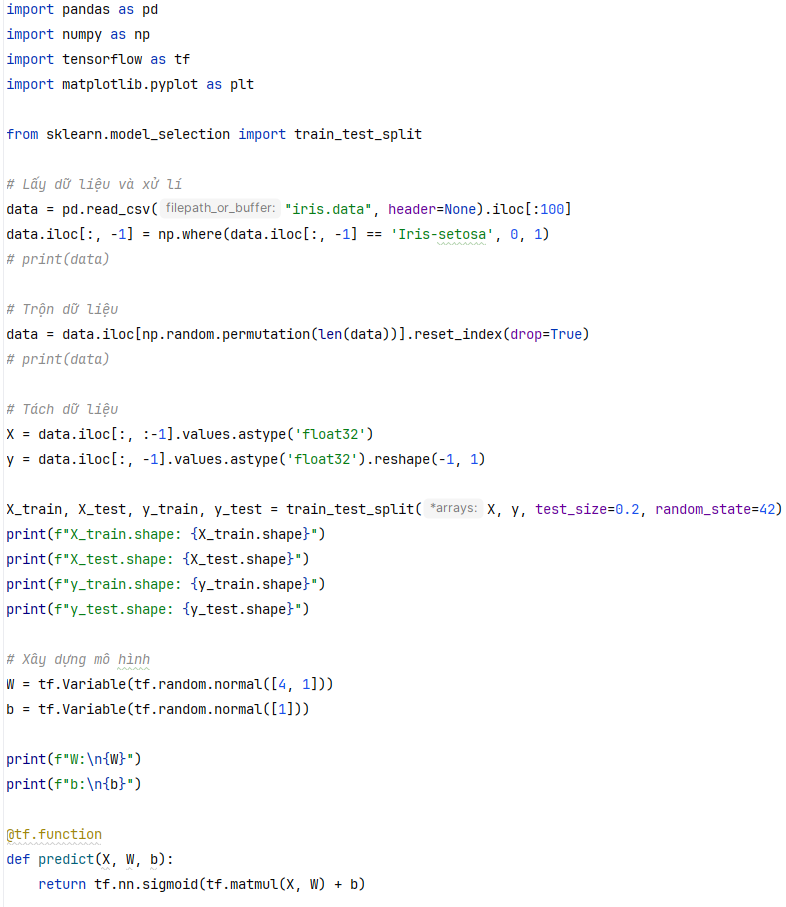 import pandas as pd
import numpy as np
import tensorflow as tf
import matplotlib.pyplot as plt

from sklearn.model_selection import train_test_split

# Lấy dữ liệu và xử lí
data = pd.read_csv( filepath_or_buffer: "iris.data", header=None).iloc[:100]
data.iloc[:, -1] = np.where(data.iloc[:, -1] == 'Iris-setosa', 0, 1)
# print(data)

# Trộn dữ liệu
data = data.iloc[np.random.permutation(len(data))].reset_index(drop=True)
# print(data)

# Tách dữ liệu
X = data.iloc[:, :-1].values.astype('float32')
y = data.iloc[:, -1].values.astype('float32').reshape(-1, 1)

X_train, X_test, y_train, y_test = train_test_split( *arrays: X, y, test_size=0.2, random_state=42)
print(f"X_train.shape: {X_train.shape}")
print(f"X_test.shape: {X_test.shape}")
print(f"y_train.shape: {y_train.shape}")
print(f"y_test.shape: {y_test.shape}")

# Xây dựng mô hình
W = tf.Variable(tf.random.normal([4, 1]))
b = tf.Variable(tf.random.normal([1]))

print(f"W:\n{W}")
print(f"b:\n{b}")

@tf.function
def predict(X, W, b):
    return tf.nn.sigmoid(tf.matmul(X, W) + b)